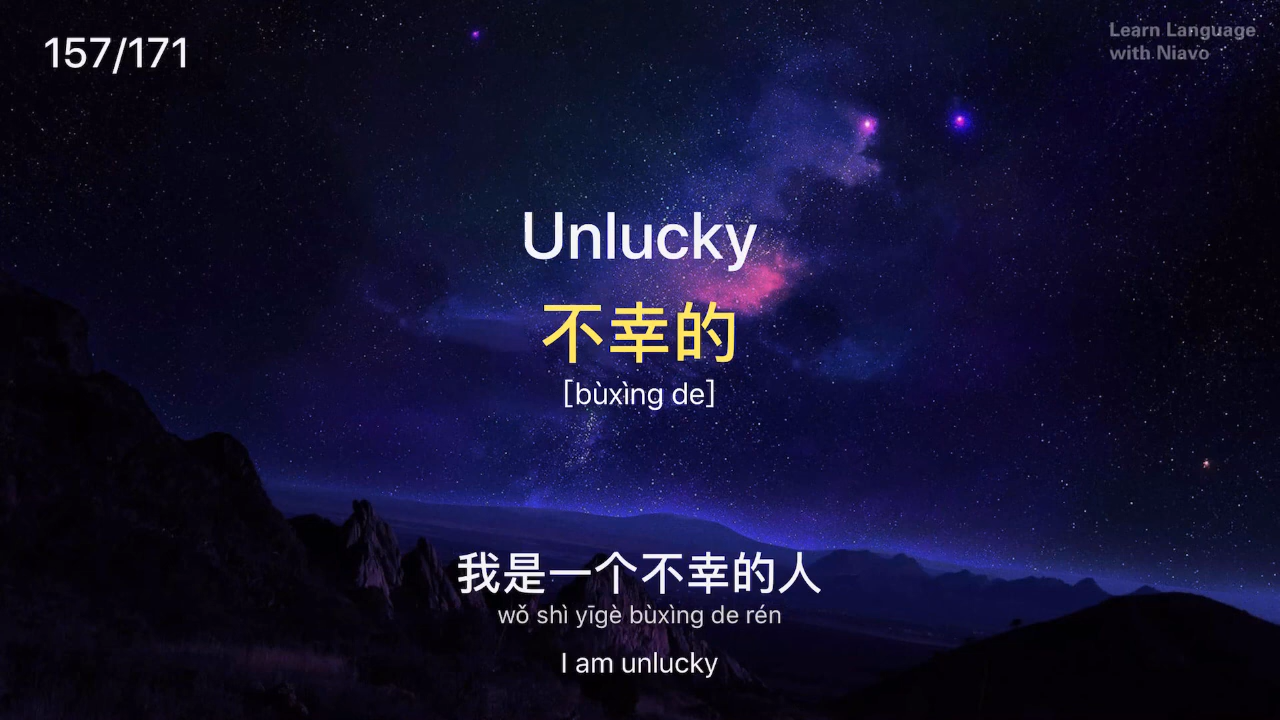 157/171
Learn Language
with Niavo
Unlucky
不幸的
[bùxìng de]
我是一个不幸的人
wǒ shì yīgè bùxìng de rén
I am unlucky